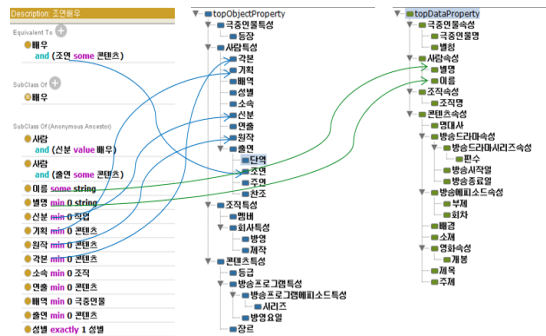 Description: 조연배우
Equivalent To
배우
and (조연 some 콘텐츠)
SubClass Of
배우
SubClass Of (Anonymous Ancestor)
사람
and (신분 value 배우)
사람
and (출연 some 콘텐츠)
이름 some string
별명 min 0 string
신분 min 0 직업
기획 min 0 콘텐츠
원작 min 0 콘텐츠
각본 min 0 콘텐츠
소속 min 0 조직
연출 min 0 콘텐츠
배역 min 0 극중인물
출연 min 0 콘텐츠
성별 exactly 1 성별
topObjectProperty
극중인물특성
등장
사람특성
각본
기획
배역
성별
소속
연출
신분
원작
출연
단역
조연
주연
찬조
조직특성
멤버
회사특성
방영
제작
콘텐츠특성
등급
방송프로그램특성
방송프로그램에피소드특성
시리즈
방영요일
장르
topDataProperty
극중인물속성
극중인물명
별칭
사람속성
별명
이름
조직속성
조직명
콘텐츠속성
명대사
방송드라마속성
방송드라마시리즈속성
편수
방송시작일
방송종료일
방송에피소드속성
부제
회차
배경
소재
영화속성
개봉
제목
주제